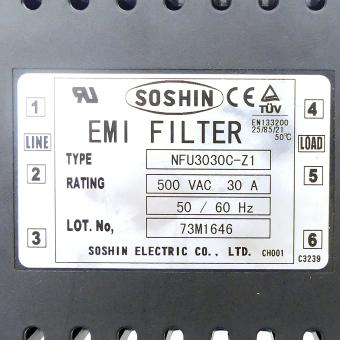 SOSHIN
TÜV
EN133200
25/85/21
50°C
EMI FILTER
1
LINE
2
3
4
LOAD
5
6
TYPE NFU3030C-Z1
RATING 500 VAC 30 A
50 / 60 Hz
LOT. No, 73M1646
SOSHIN ELECTRIC CO., LTD. CH001
C3239